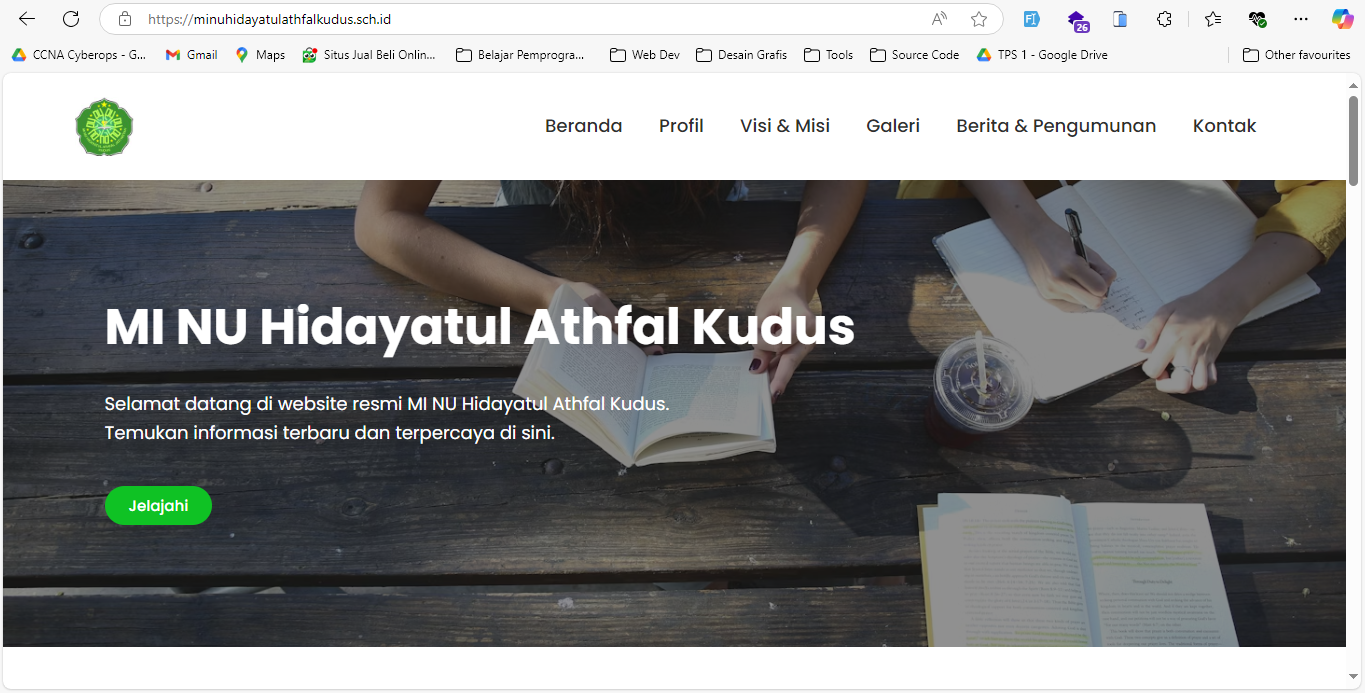 https://minuhidayatulathfalkudus.sch.id
26
CCNA Cyberops - G...
Gmail
Maps
Situs Jual Beli Online...
Belajar Pemprogra...
Web Dev
Desain Grafis
Tools
Source Code
TPS 1 - Google Drive
Other favourites
Beranda
Profil
Visi & Misi
Galeri
Berita & Pengumunan
Kontak
MI NU Hidayatul Athfal Kudus
Selamat datang di website resmi MI NU Hidayatul Athfal Kudus.
Temukan informasi terbaru dan terpercaya di sini.
Jelajahi